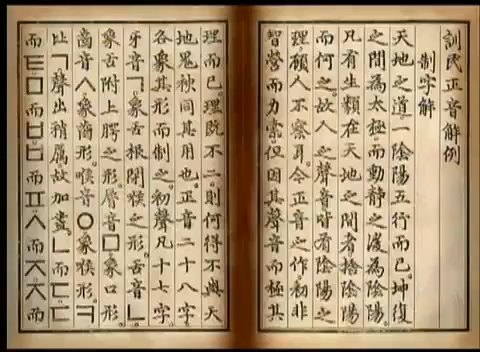 訓民正音解例
制字解
天地之道一陰陽五行而已。坤復
之間為太極而動静之後為陰陽。
凡有生類在天地之間者捨陰陽
而何之。故人之聲音皆有陰陽之
理。顧人不察耳。今正音之作初非
智營而力索。但因其聲音而極其
理而已。理既不二。則何得不與天
地鬼神同其用也。正音二十八字。
各象其形而制之。初聲凡十七字。
牙音ㄱ。象舌根閉喉之形。舌音ㄴ。
象舌附上腭之形。脣音ㅁ。象口形。
齒音ㅅ。象齒形。喉音ㅇ。象喉形。ㅋ
比ㄱ。聲出稍厲。故加畫。ㄴ而ㄷ。ㄷ
而ㅌ。ㅁ而ㅂ。ㅂ而ㅍ。ㅅ而ㅈ。ㅈ而